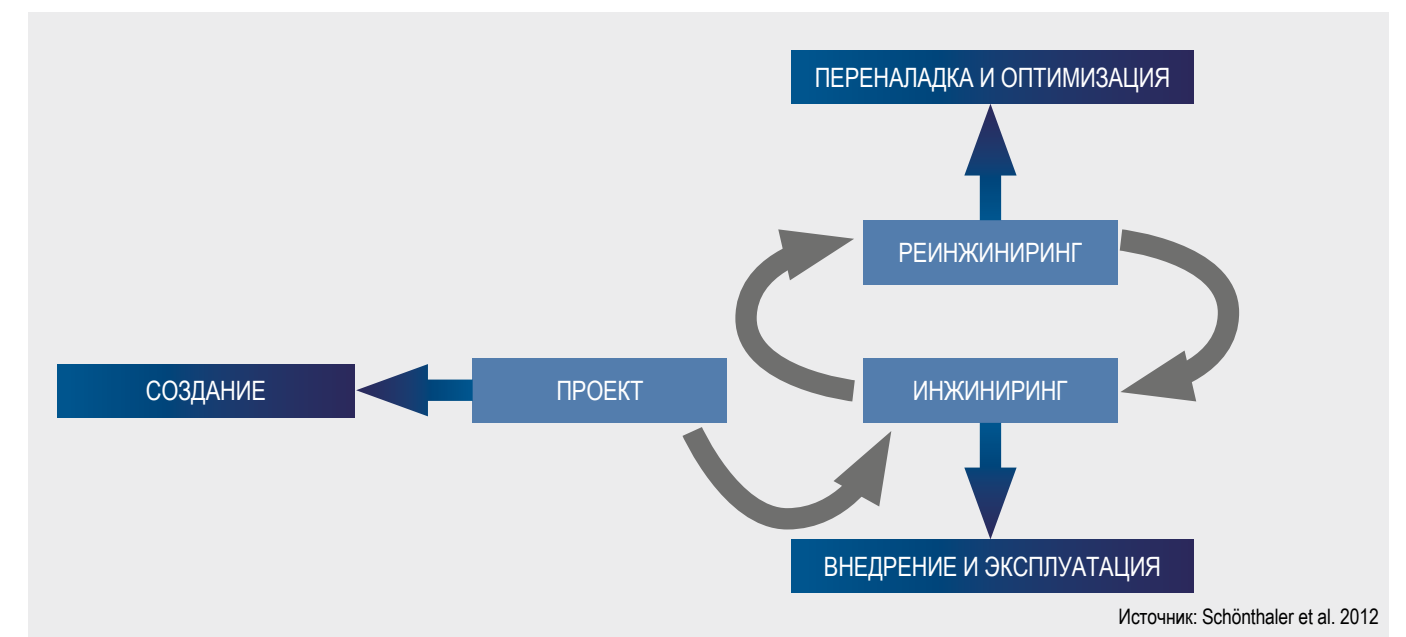 ПЕРЕНАЛАДКА И ОПТИМИЗАЦИЯ
РЕИНЖИНИРИНГ
СОЗДАНИЕ
ПРОЕКТ
ИНЖИНИРИНГ
ВНЕДРЕНИЕ И ЭКСПЛУАТАЦИЯ
Источник: Schönthaler et al. 2012